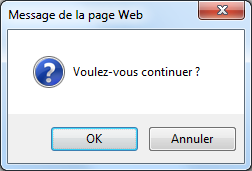 Message de la page Web
Voulez-vous continuer ?
OK
Annuler